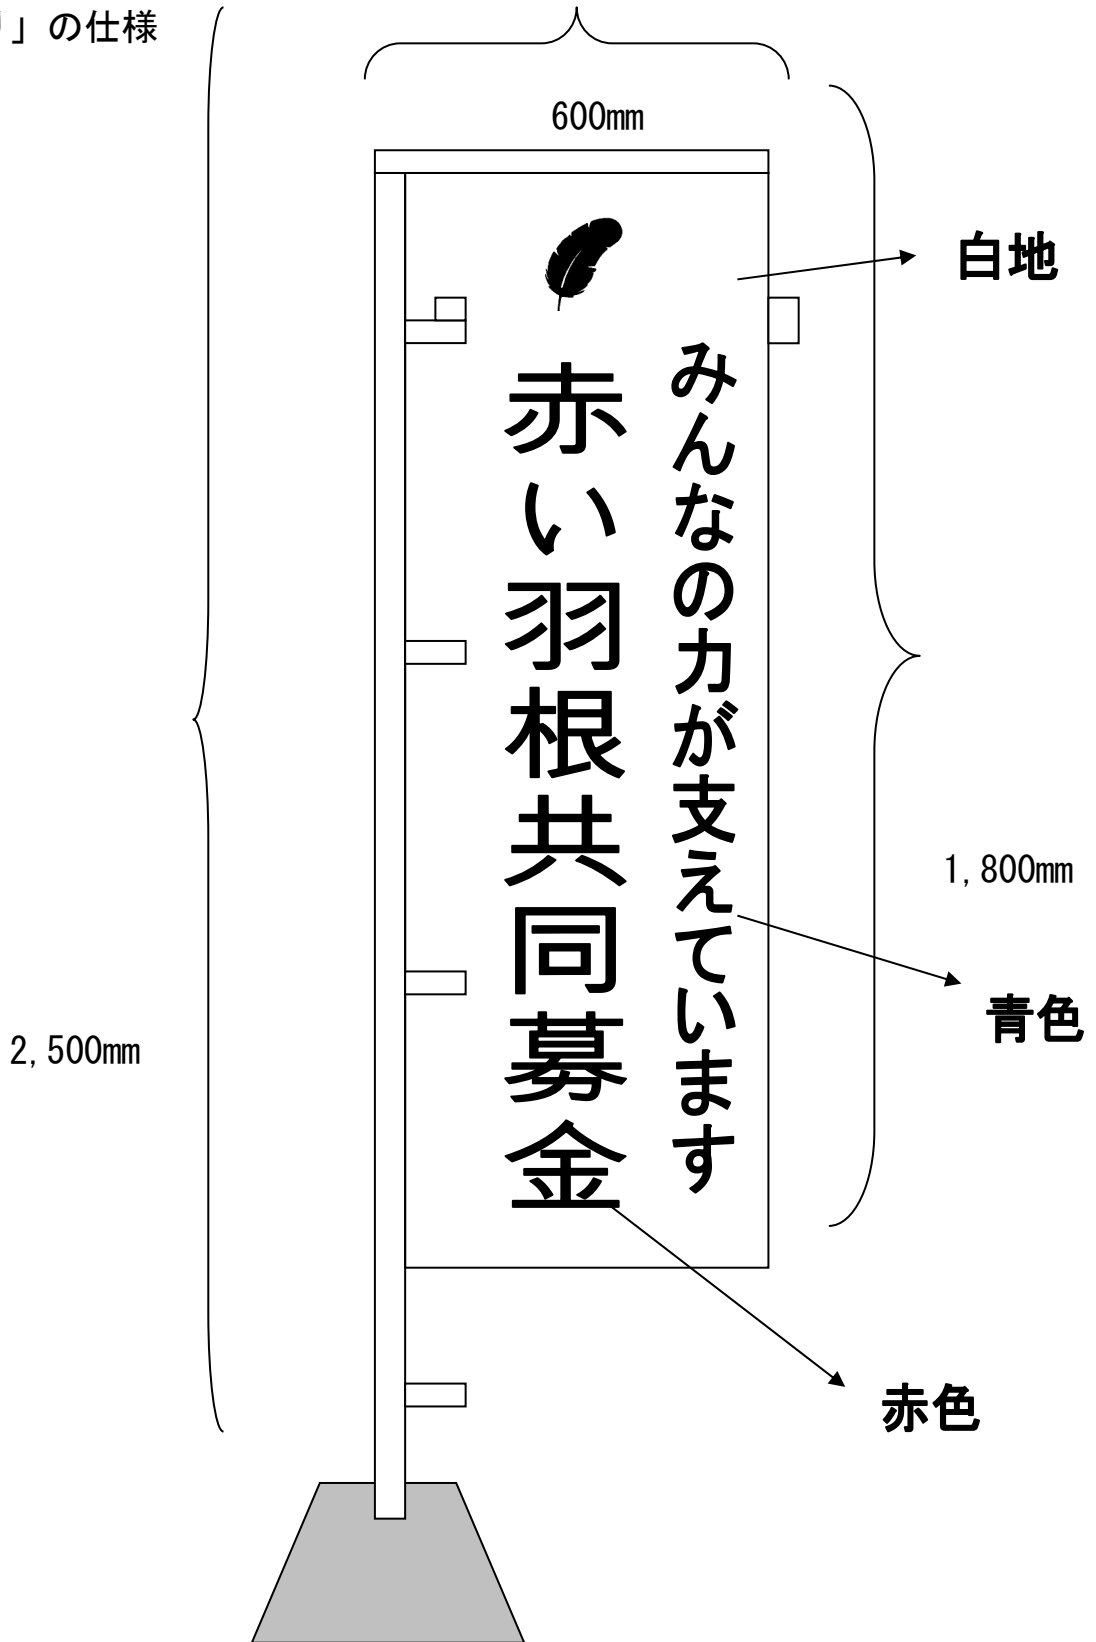 」の仕様
600mm
白地
みんなの力が支えています
赤い羽根共同募金
1,800mm
青色
2,500mm
赤色